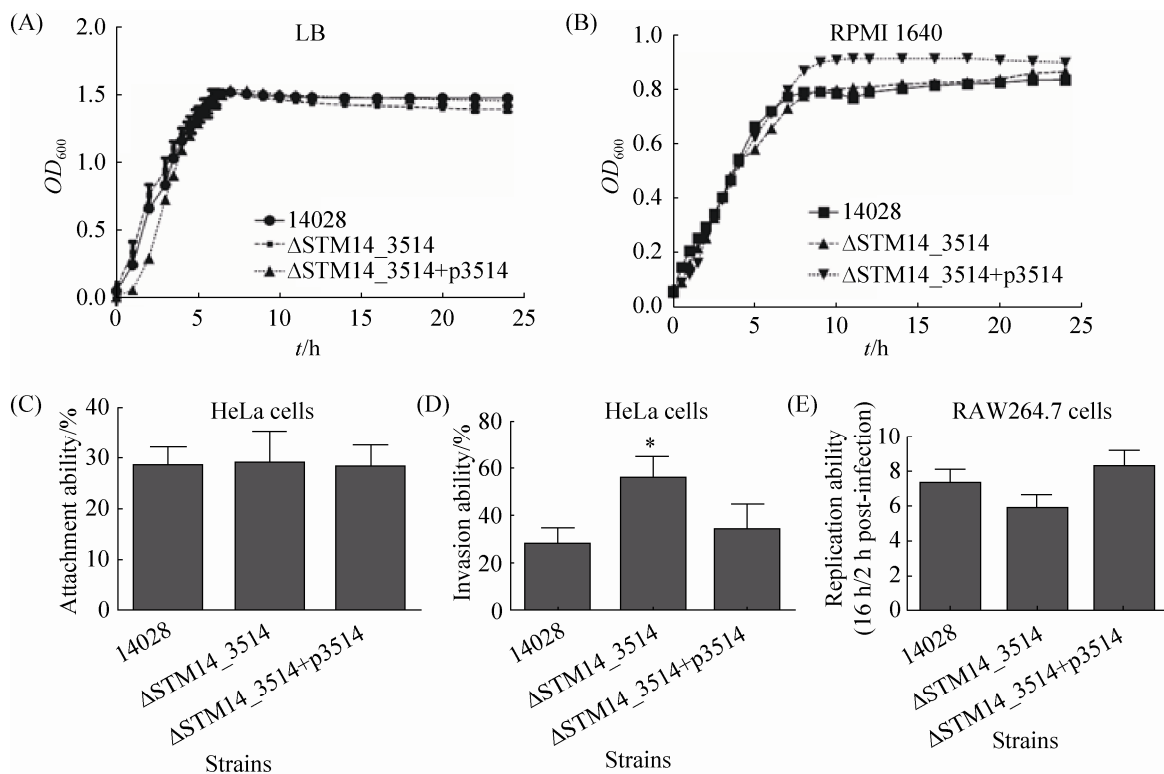 (A)
LB
2.0
1.5
1.0
0.5
0.0
OD600
0 5 10 15 20 25
t/h
14028
ΔSTM14_3514
ΔSTM14_3514+p3514
(B)
RPMI 1640
1.0
0.8
0.6
0.4
0.2
0.0
OD600
0 5 10 15 20 25
t/h
14028
ΔSTM14_3514
ΔSTM14_3514+p3514
(C)
HeLa cells
40
30
20
10
0
Attachment ability/%
14028
ΔSTM14_3514
ΔSTM14_3514+p3514
Strains
(D)
HeLa cells
80
60
40
20
0
Invasion ability/%
*
14028
ΔSTM14_3514
ΔSTM14_3514+p3514
Strains
(E)
RAW264.7 cells
10
8
6
4
2
0
Replication ability
(16 h/2 h post-infection)
14028
ΔSTM14_3514
ΔSTM14_3514+p3514
Strains